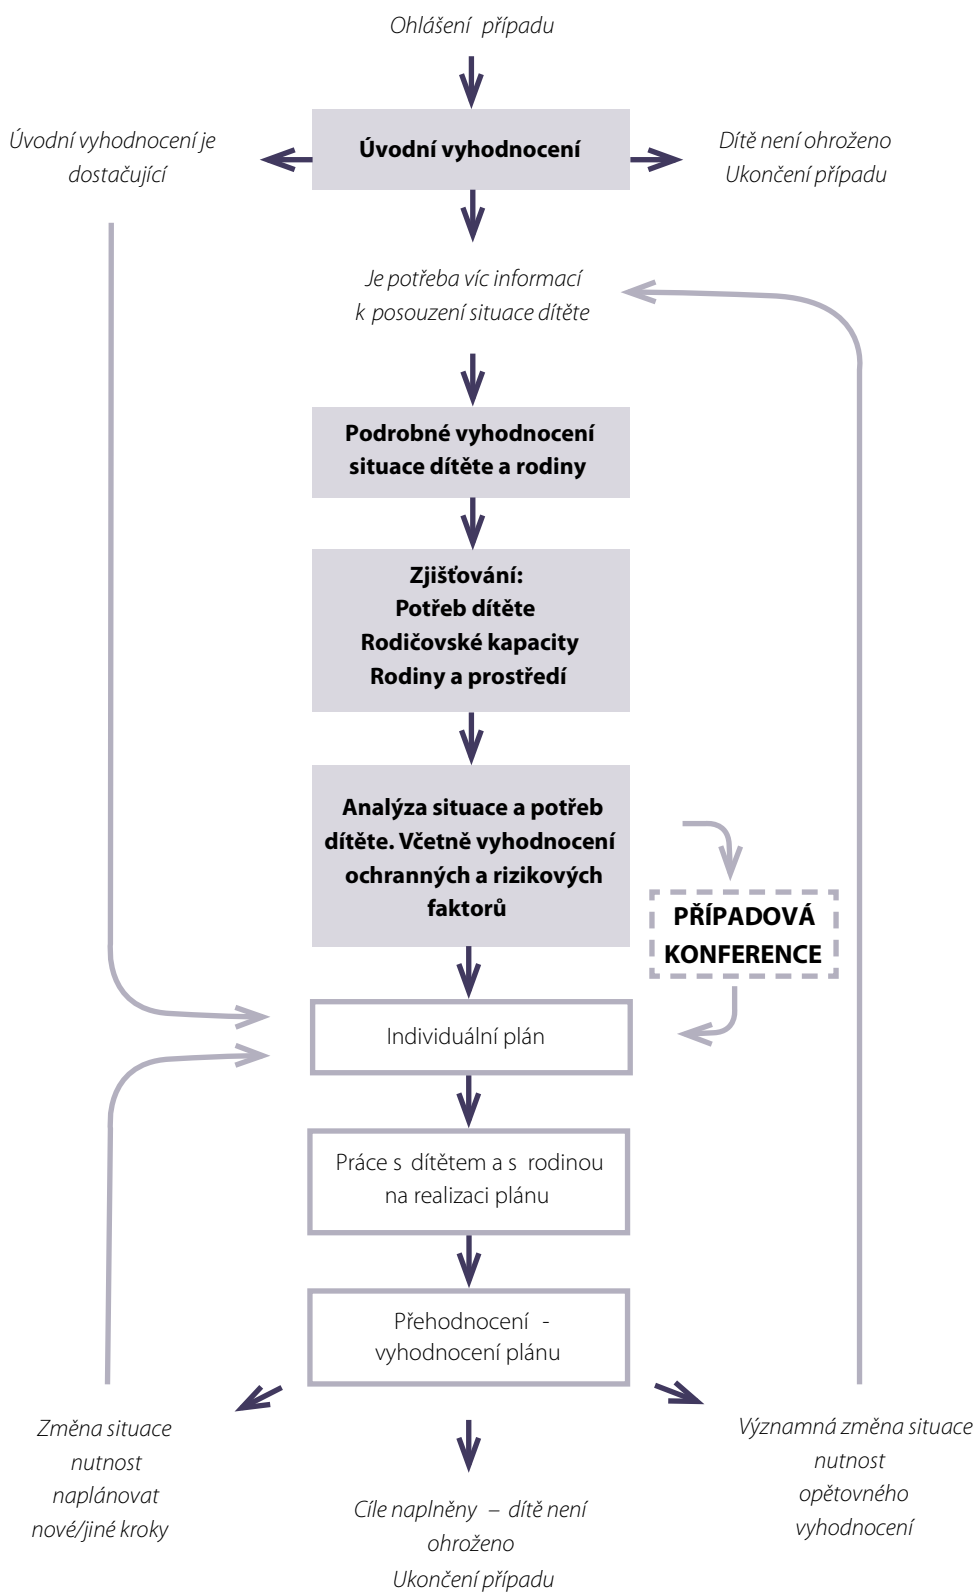 Ohlášení případu
Úvodní vyhodnocení je
dostačující
Úvodní vyhodnocení
Dítě není ohroženo
Ukončení případu
Je potřeba víc informací
k posouzení situace dítěte
Podrobné vyhodnocení
situace dítěte a rodiny
Zjišťování:
Potřeb dítěte
Rodičovské kapacity
Rodiny a prostředí
Analýza situace a potřeb
dítěte. Včetně vyhodnocení
ochranných a rizikových
faktorů
PŘÍPADOVÁ
KONFERENCE
Individuální plán
Práce s dítětem a s rodinou
na realizaci plánu
Přehodnocení -
vyhodnocení plánu
Změna situace
nutnost
naplánovat
nové/jiné kroky
Cíle naplněny – dítě není
ohroženo
Ukončení případu
Významná změna situace
nutnost
opětovného
vyhodnocení